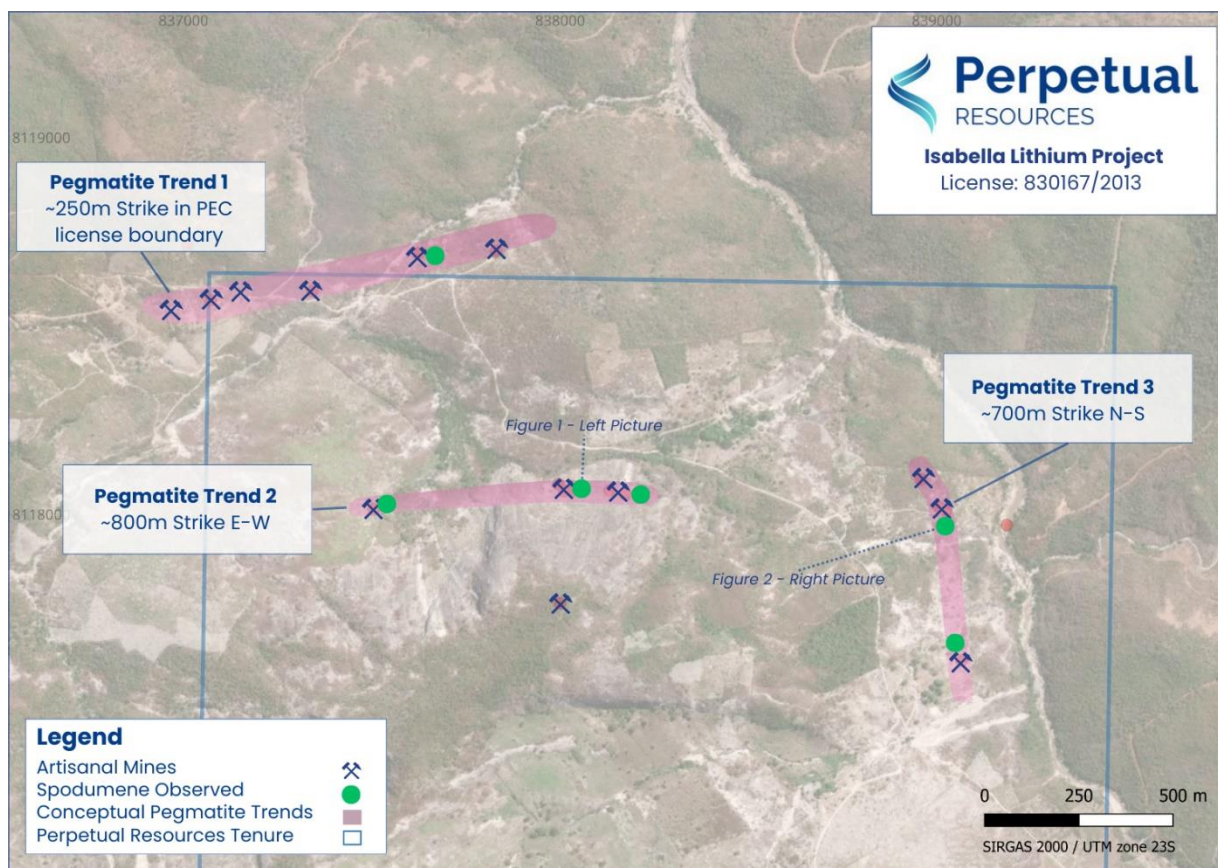 837000
838000
839000
8119000
8118000
Perpetual
RESOURCES
Isabella Lithium Project
License: 830167/2013
Pegmatite Trend 1
~250m Strike in PEC
license boundary
Pegmatite Trend 3
~700m Strike N-S
Figure 1 - Left Picture
Pegmatite Trend 2
~800m Strike E-W
Figure 2 - Right Picture
Legend
Artisanal Mines
Spodumene Observed
Conceptual Pegmatite Trends
Perpetual Resources Tenure
0 250 500 m
SIRGAS 2000 / UTM zone 23S